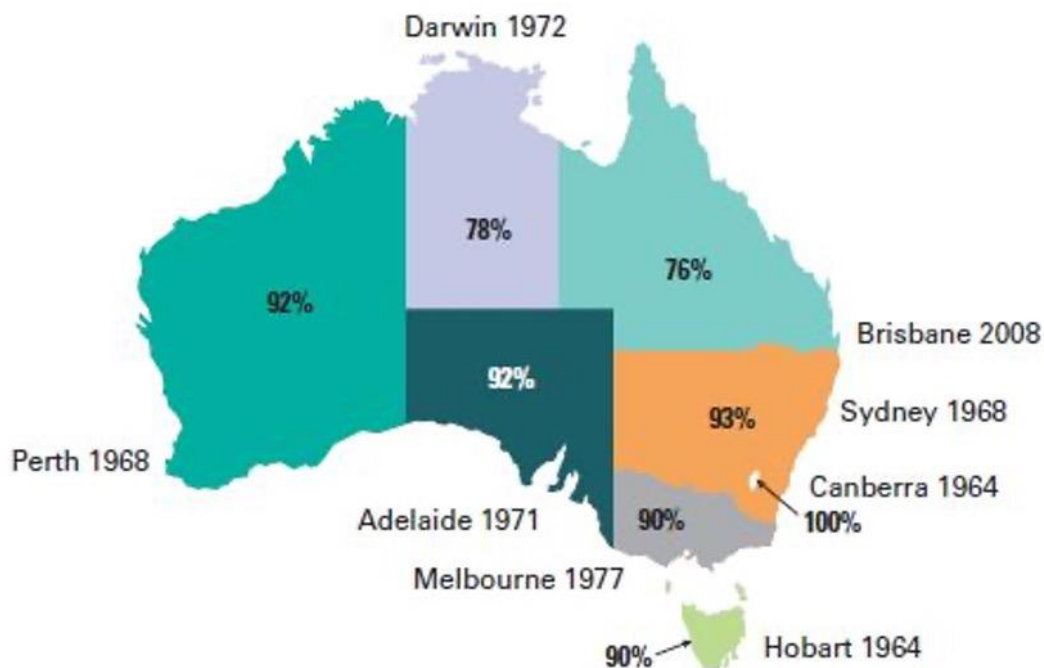 Darwin 1972
78%
76%
92%
Brisbane 2008
92%
93%
Sydney 1968
Perth 1968
Canberra 1964
Adelaide 1971
90%
100%
Melbourne 1977
90%
Hobart 1964